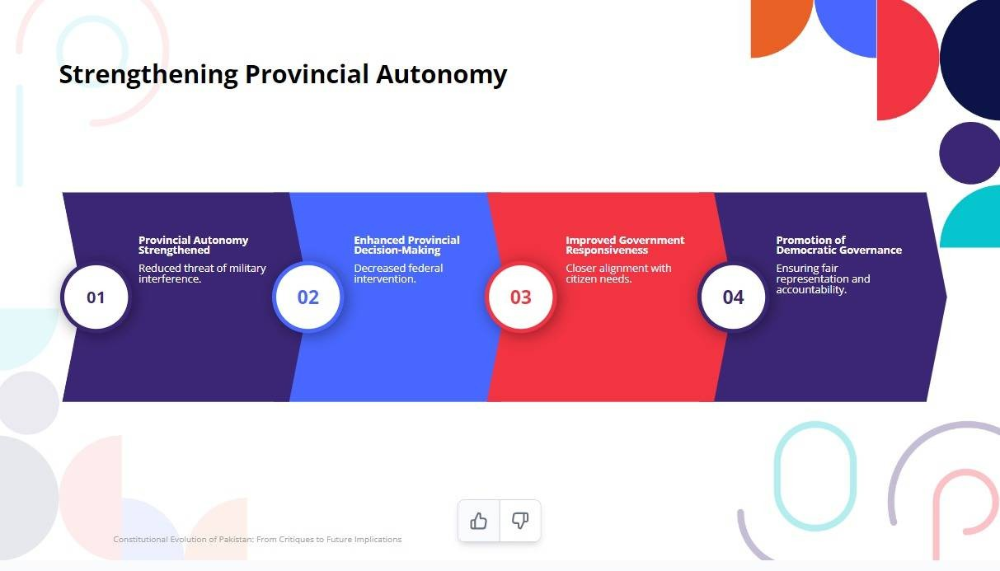 Strengthening Provincial Autonomy
01
Provincial Autonomy
Strengthened
Reduced threat of military
interference.
02
Enhanced Provincial
Decision-Making
Decreased federal
intervention.
03
Improved Government
Responsiveness
Closer alignment with
citizen needs.
04
Promotion of
Democratic Governance
Ensuring fair
representation and
accountability.
Constitutional Evolution of Pakistan: From Critiques to Future Implications